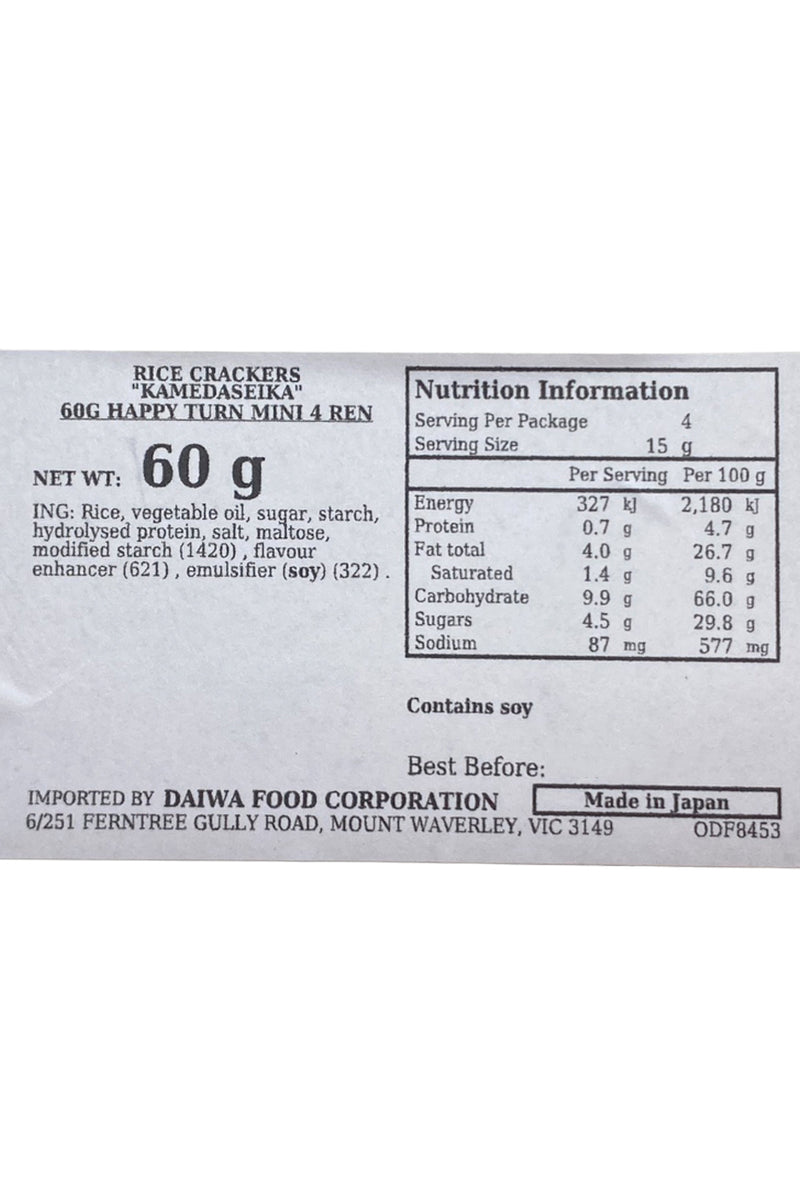 RICE CRACKERS
"KAMEDASEIKA"
60G HAPPY TURN MINI 4 REN
NET WT: 60 g
ING: Rice, vegetable oil, sugar, starch,
hydrolysed protein, salt, maltose,
modified starch (1420) , flavour
enhancer (621) , emulsifier (soy) (322) .
Nutrition Information
Serving Per Package 4
Serving Size 15 g
Per Serving Per 100 g
Energy 327 kJ 2,180 kJ
Protein 0.7 g 4.7 g
Fat total 4.0 g 26.7 g
Saturated 1.4 g 9.6 g
Carbohydrate 9.9 g 66.0 g
Sugars 4.5 g 29.8 g
Sodium 87 mg 577 mg
Contains soy
Best Before:
IMPORTED BY DAIWA FOOD CORPORATION
Made in Japan
6/251 FERNTREE GULLY ROAD, MOUNT WAVERLEY, VIC 3149
ODF8453